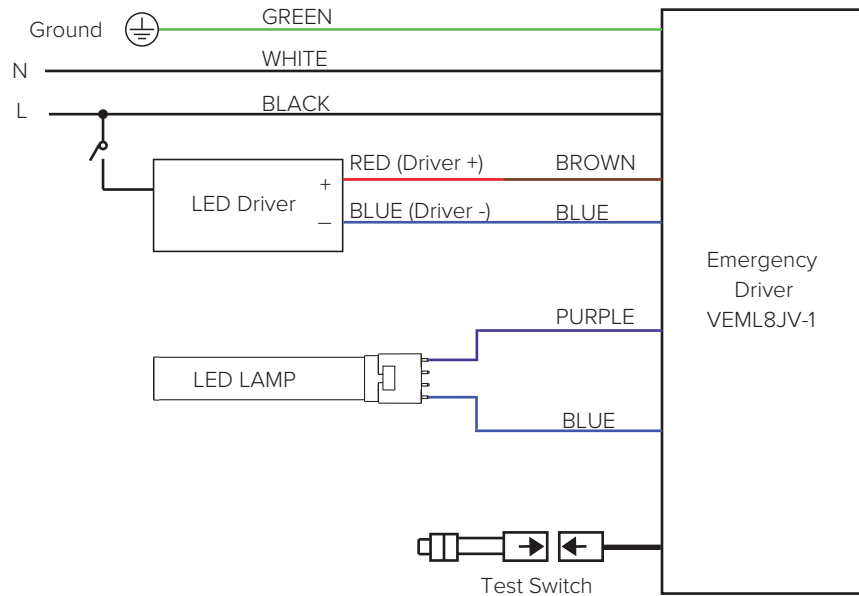 Ground
GREEN
N
WHITE
L
BLACK
RED (Driver +)
BROWN
LED Driver
+
−
BLUE (Driver -)
BLUE
Emergency
Driver
VEML8JV-1
PURPLE
LED LAMP
BLUE
Test Switch